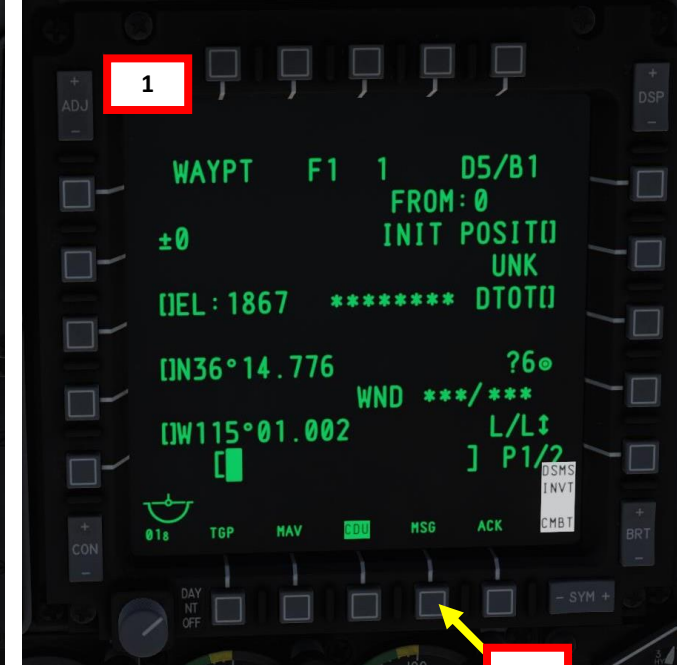 1
+
ADJ
-
+
DSP
-
WAYPT F1 1 D5/B1
FROM:0
±0 INIT POSIT[]
UNK
[]EL:1867 ******** DTOT[]
[]N36°14.776 ?6⊙
WND ***/***
[]W115°01.002 L/L↕
[ ] P1/2
DSMS
INVT
CMBT
018 TGP MAV CDU MSG ACK
+
CON
-
+
BRT
-
DAY
NT
OFF
- SYM +
100